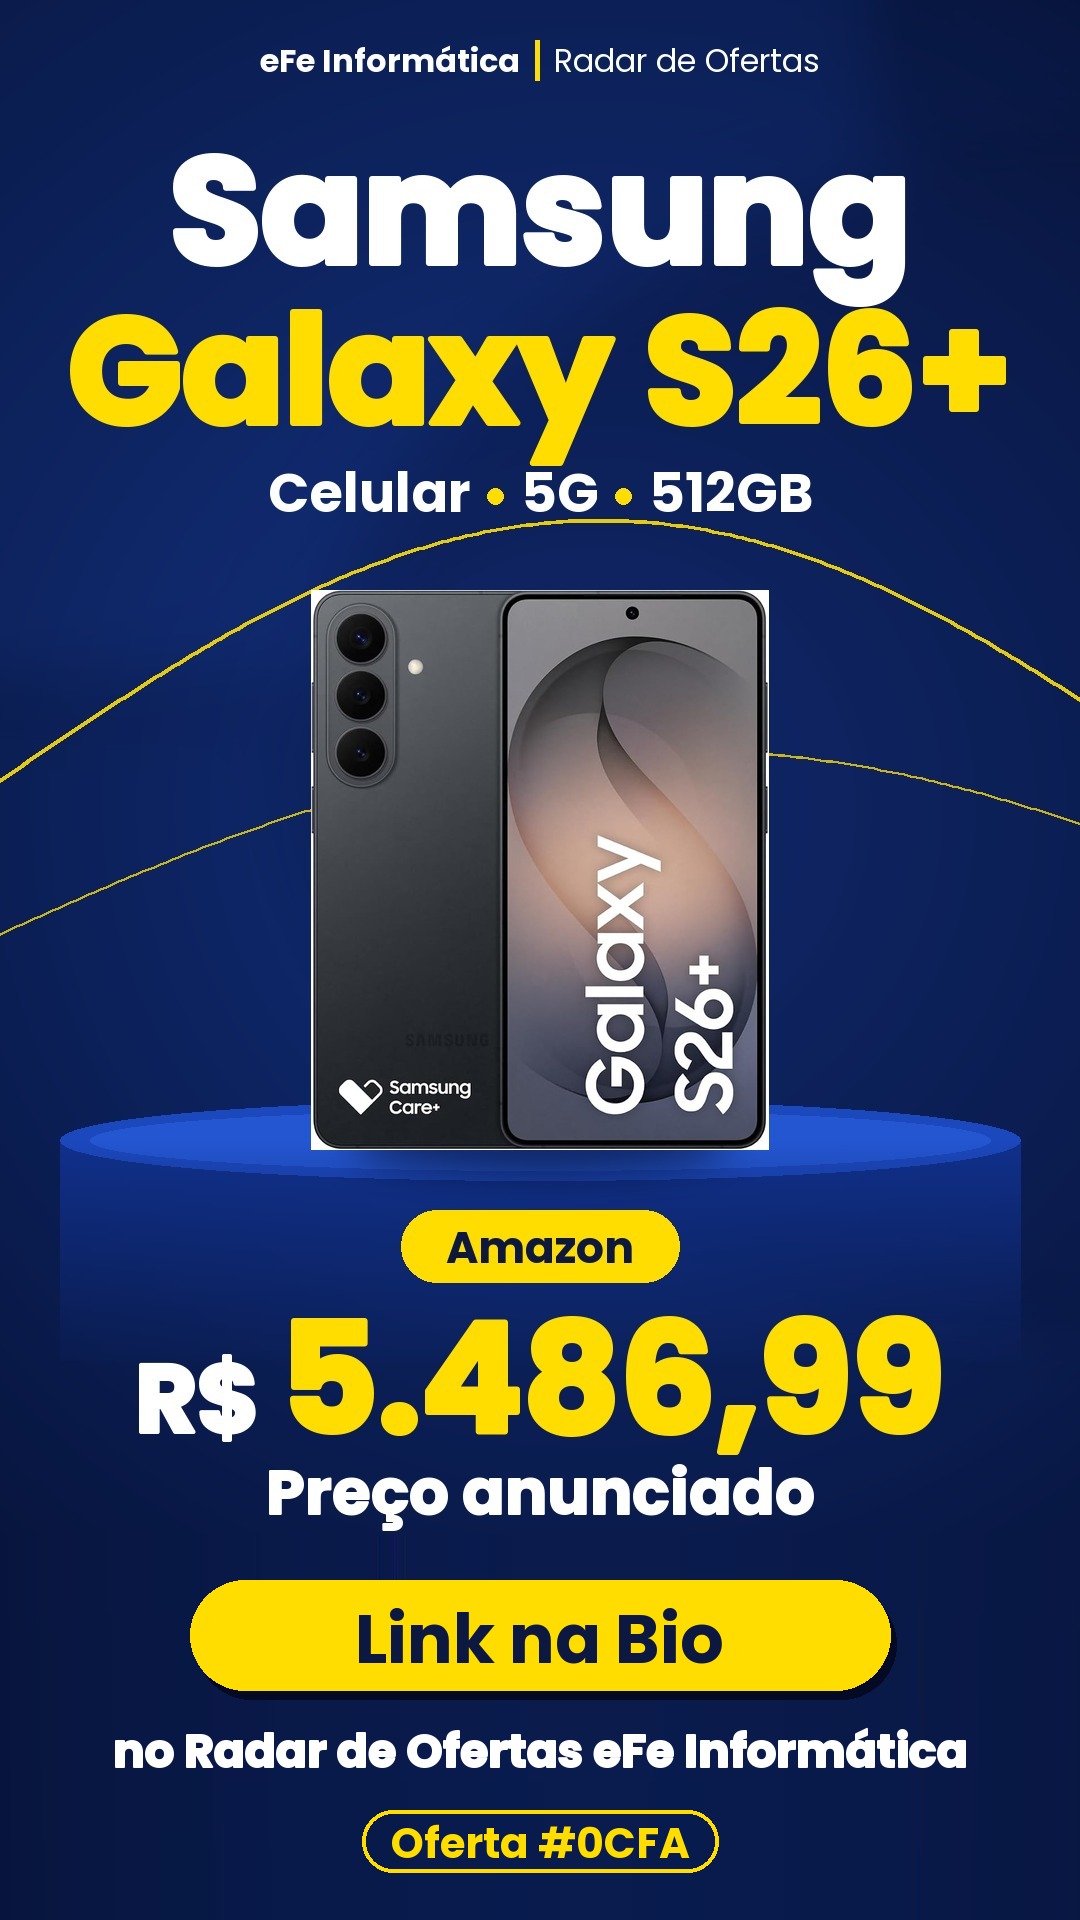 eFe Informática | Radar de Ofertas
Samsung
Galaxy S26+
Celular • 5G • 512GB
SAMSUNG
Samsung
Care+
Galaxy
S26+
Amazon
R$ 5.486,99
Preço anunciado
Link na Bio
no Radar de Ofertas eFe Informática
Oferta #0CFA